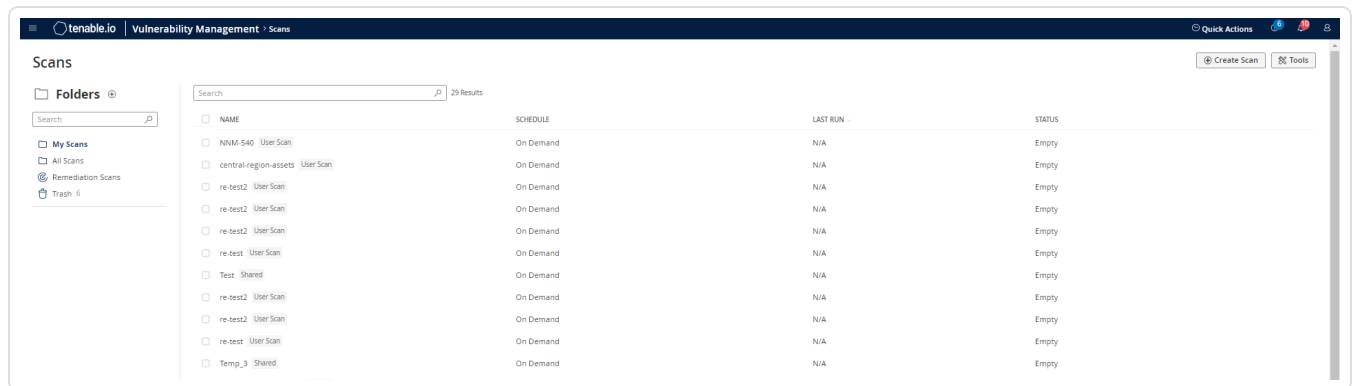 tenable.io Vulnerability Management > Scans Quick Actions 6 10
Scans Create Scan Tools
Folders
Search
My Scans
All Scans
Remediation Scans
Trash 6
Search 29 Results
NAME SCHEDULE LAST RUN STATUS
NNM-540 User Scan On Demand N/A Empty
central-region-assets User Scan On Demand N/A Empty
re-test2 User Scan On Demand N/A Empty
re-test2 User Scan On Demand N/A Empty
re-test2 User Scan On Demand N/A Empty
re-test User Scan On Demand N/A Empty
Test Shared On Demand N/A Empty
re-test2 User Scan On Demand N/A Empty
re-test2 User Scan On Demand N/A Empty
re-test User Scan On Demand N/A Empty
Temp_3 Shared On Demand N/A Empty